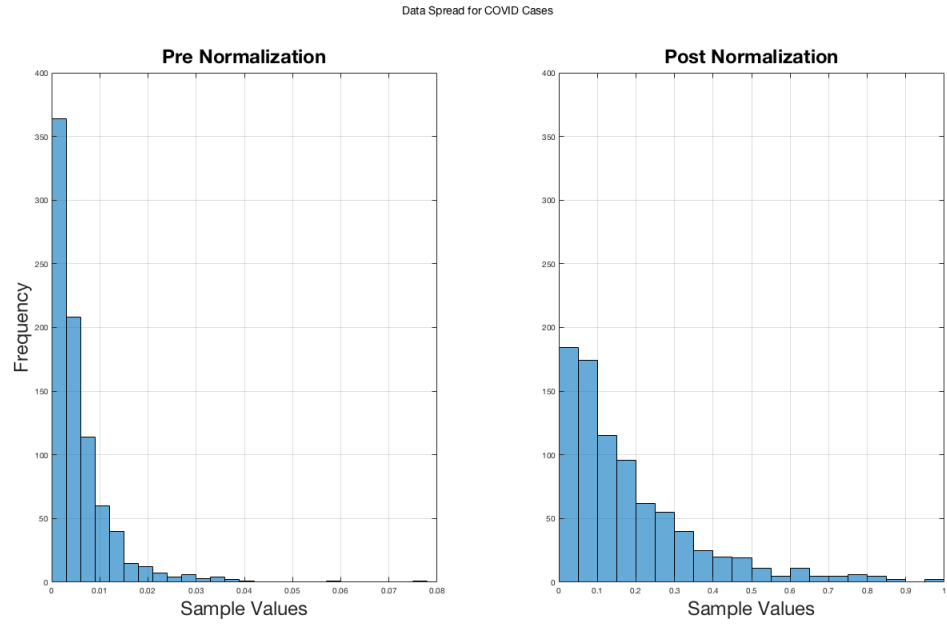 Data Spread for COVID Cases
Pre Normalization
400
350
300
250
200
150
100
50
0
Frequency
0 0.01 0.02 0.03 0.04 0.05 0.06 0.07 0.08
Sample Values
Post Normalization
400
350
300
250
200
150
100
50
0
0 0.1 0.2 0.3 0.4 0.5 0.6 0.7 0.8 0.9 1
Sample Values